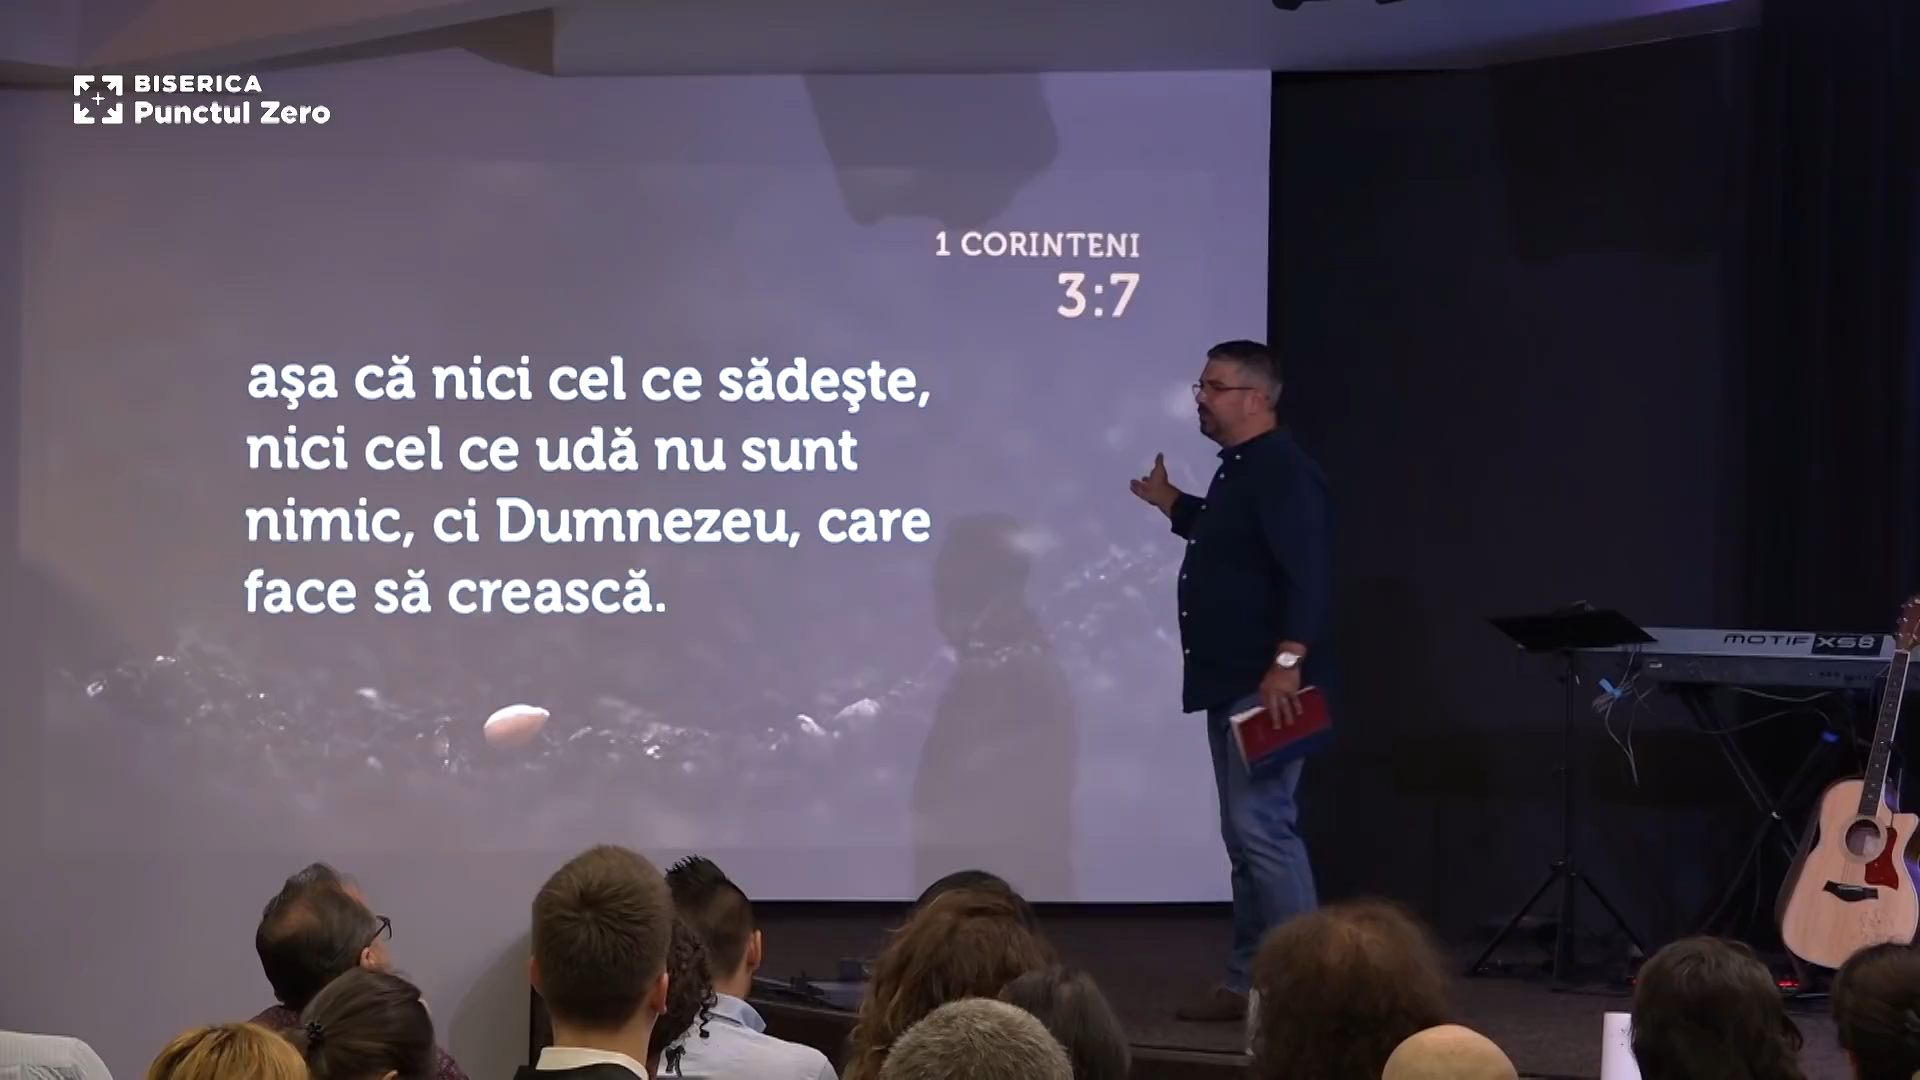 BISERICA
Punctul Zero
1 CORINTENI
3:7
aşa că nici cel ce sădeşte,
nici cel ce udă nu sunt
nimic, ci Dumnezeu, care
face să crească.
MOTIF XS8